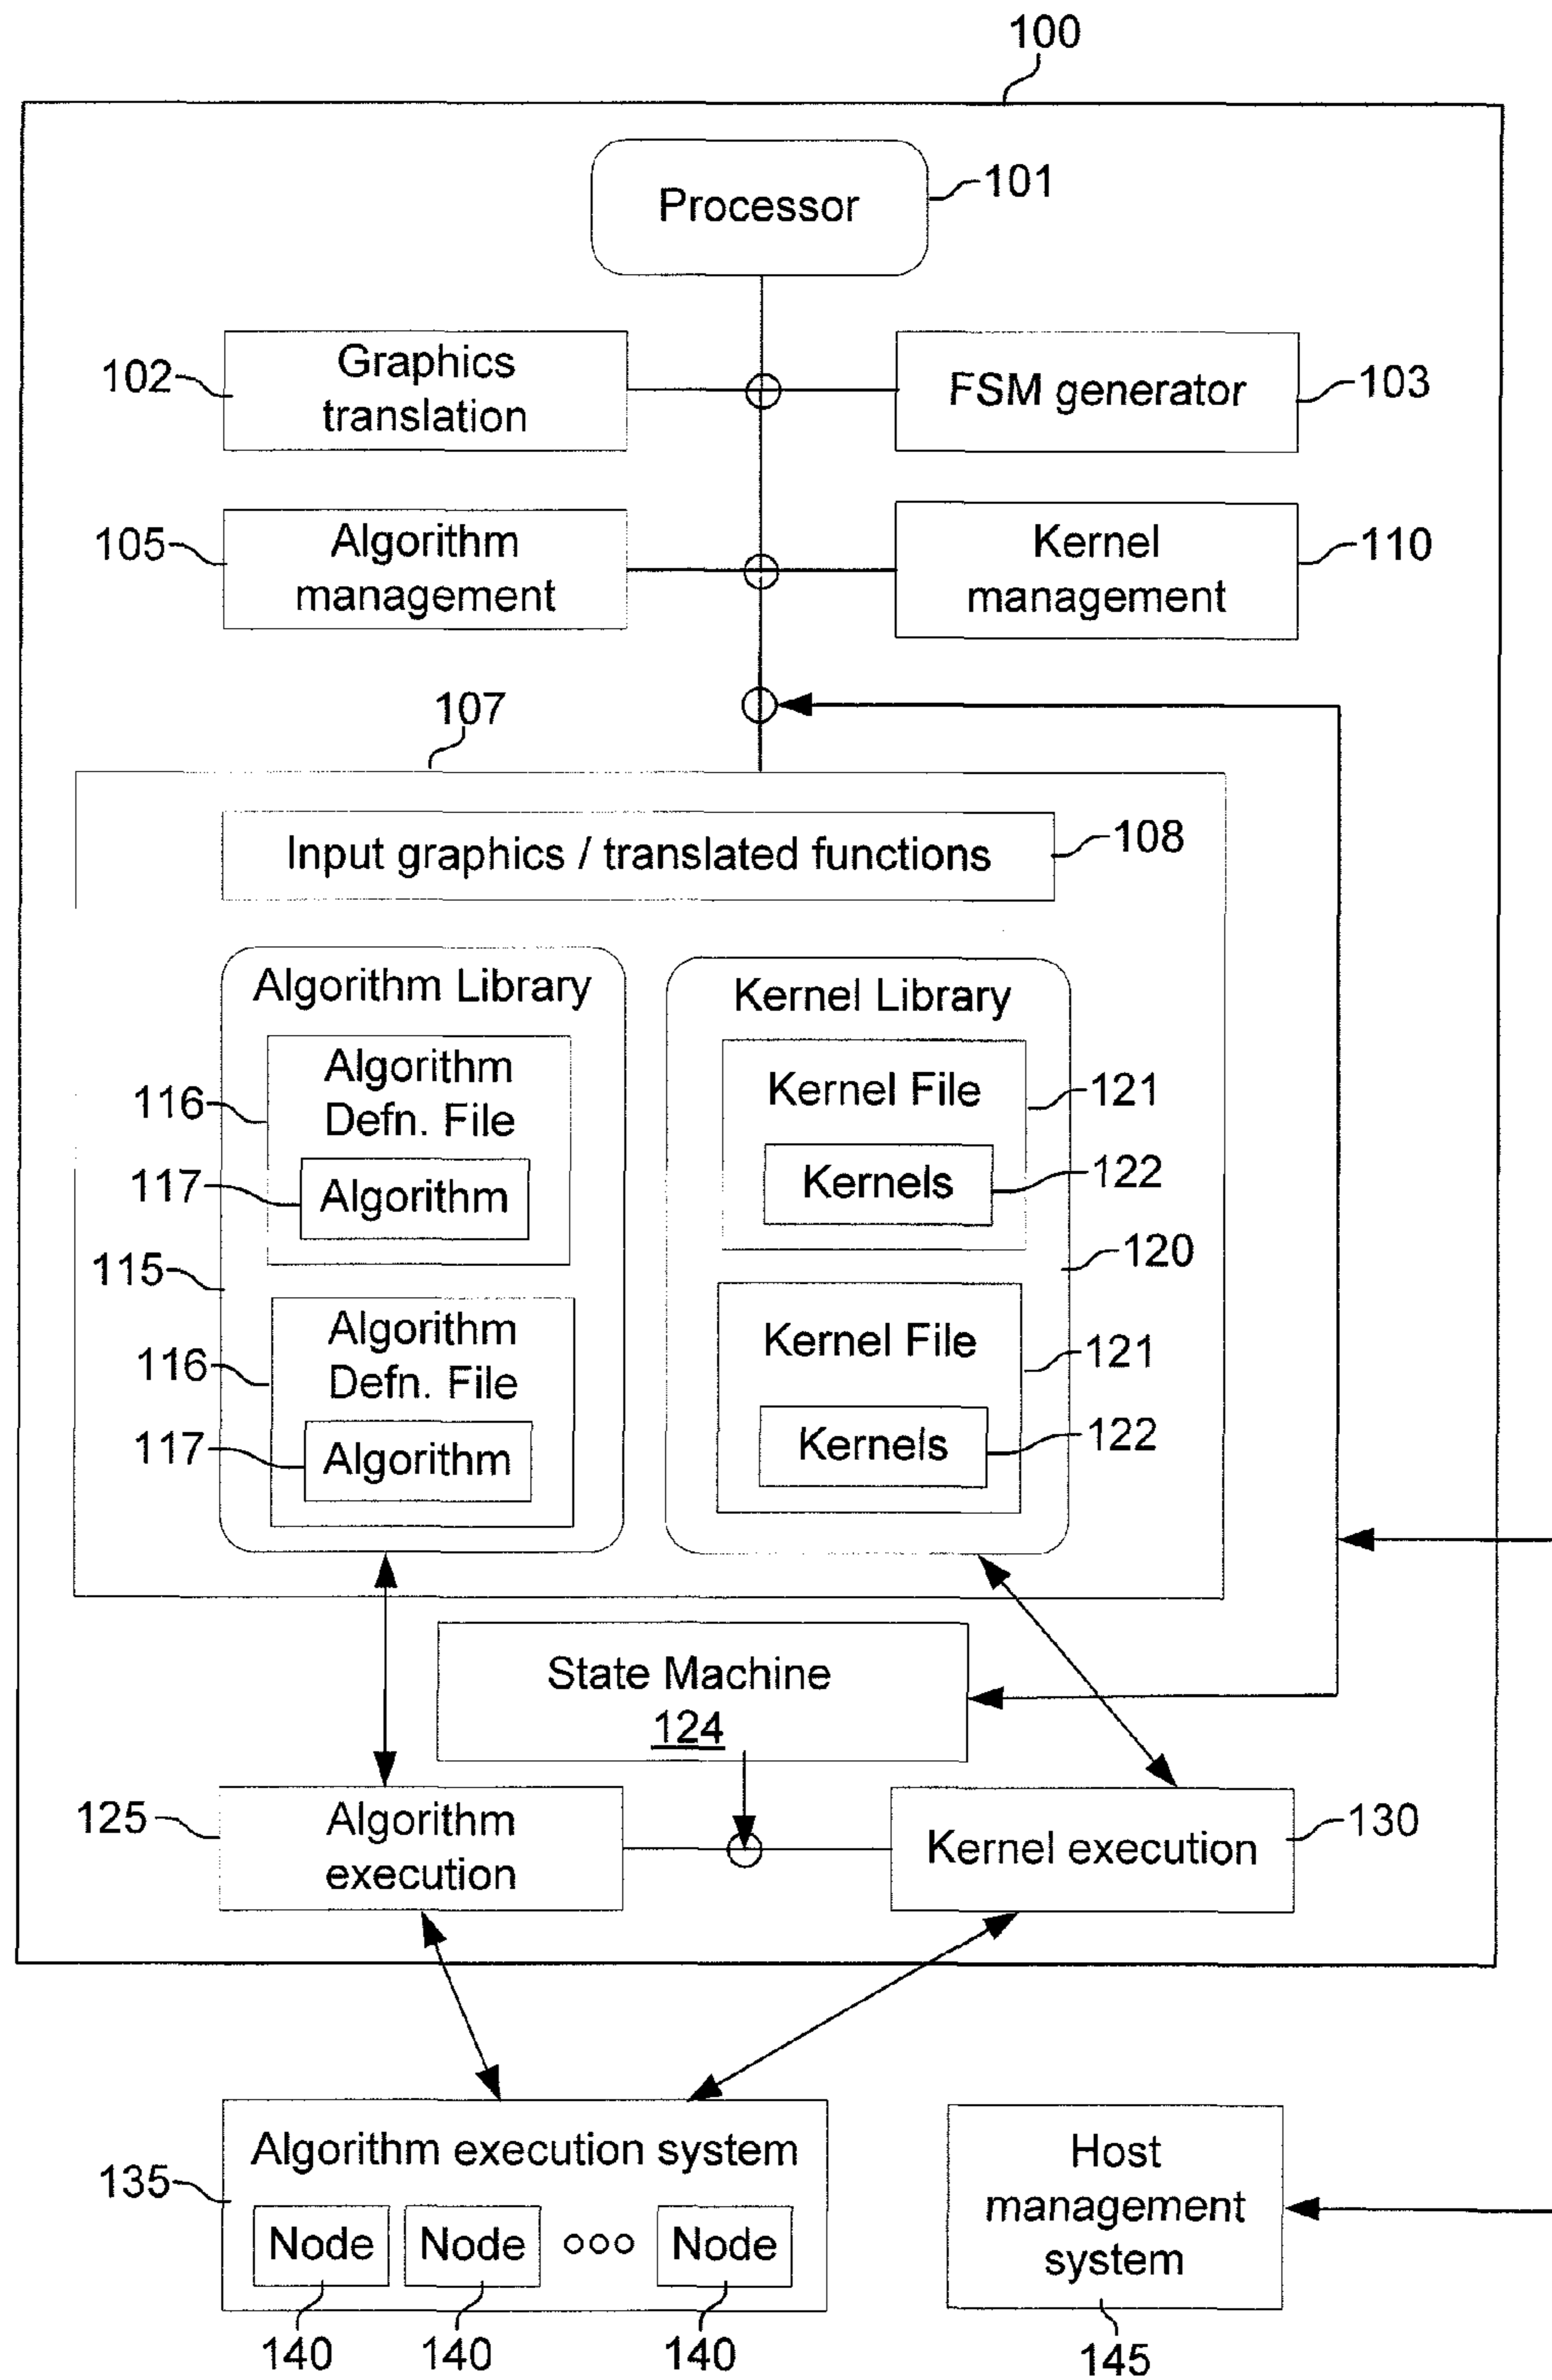 100
Processor
101
Graphics
translation
102
FSM generator
103
Algorithm
management
105
Kernel
management
110
107
Input graphics / translated functions
108
Algorithm Library
Algorithm
Defn. File
116
Algorithm
117
115
Algorithm
Defn. File
116
Algorithm
117
Kernel Library
Kernel File
121
Kernels
122
120
Kernel File
121
Kernels
122
State Machine
124
Algorithm
execution
125
Kernel execution
130
Algorithm execution system
135
Node
Node
Node
140
140
140
Host
management
system
145